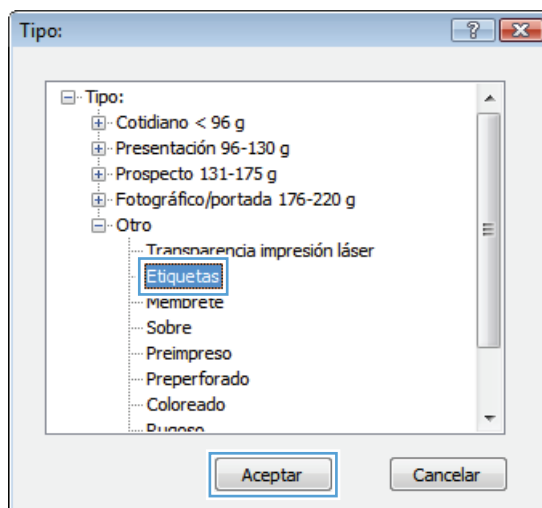 Tipo:
Tipo:
Cotidiano < 96 g
Presentación 96-130 g
Prospecto 131-175 g
Fotográfico/portada 176-220 g
Otro
Transparencia impresión láser
Etiquetas
Membrete
Sobre
Preimpreso
Preperforado
Coloreado
Rugoso
Aceptar Cancelar